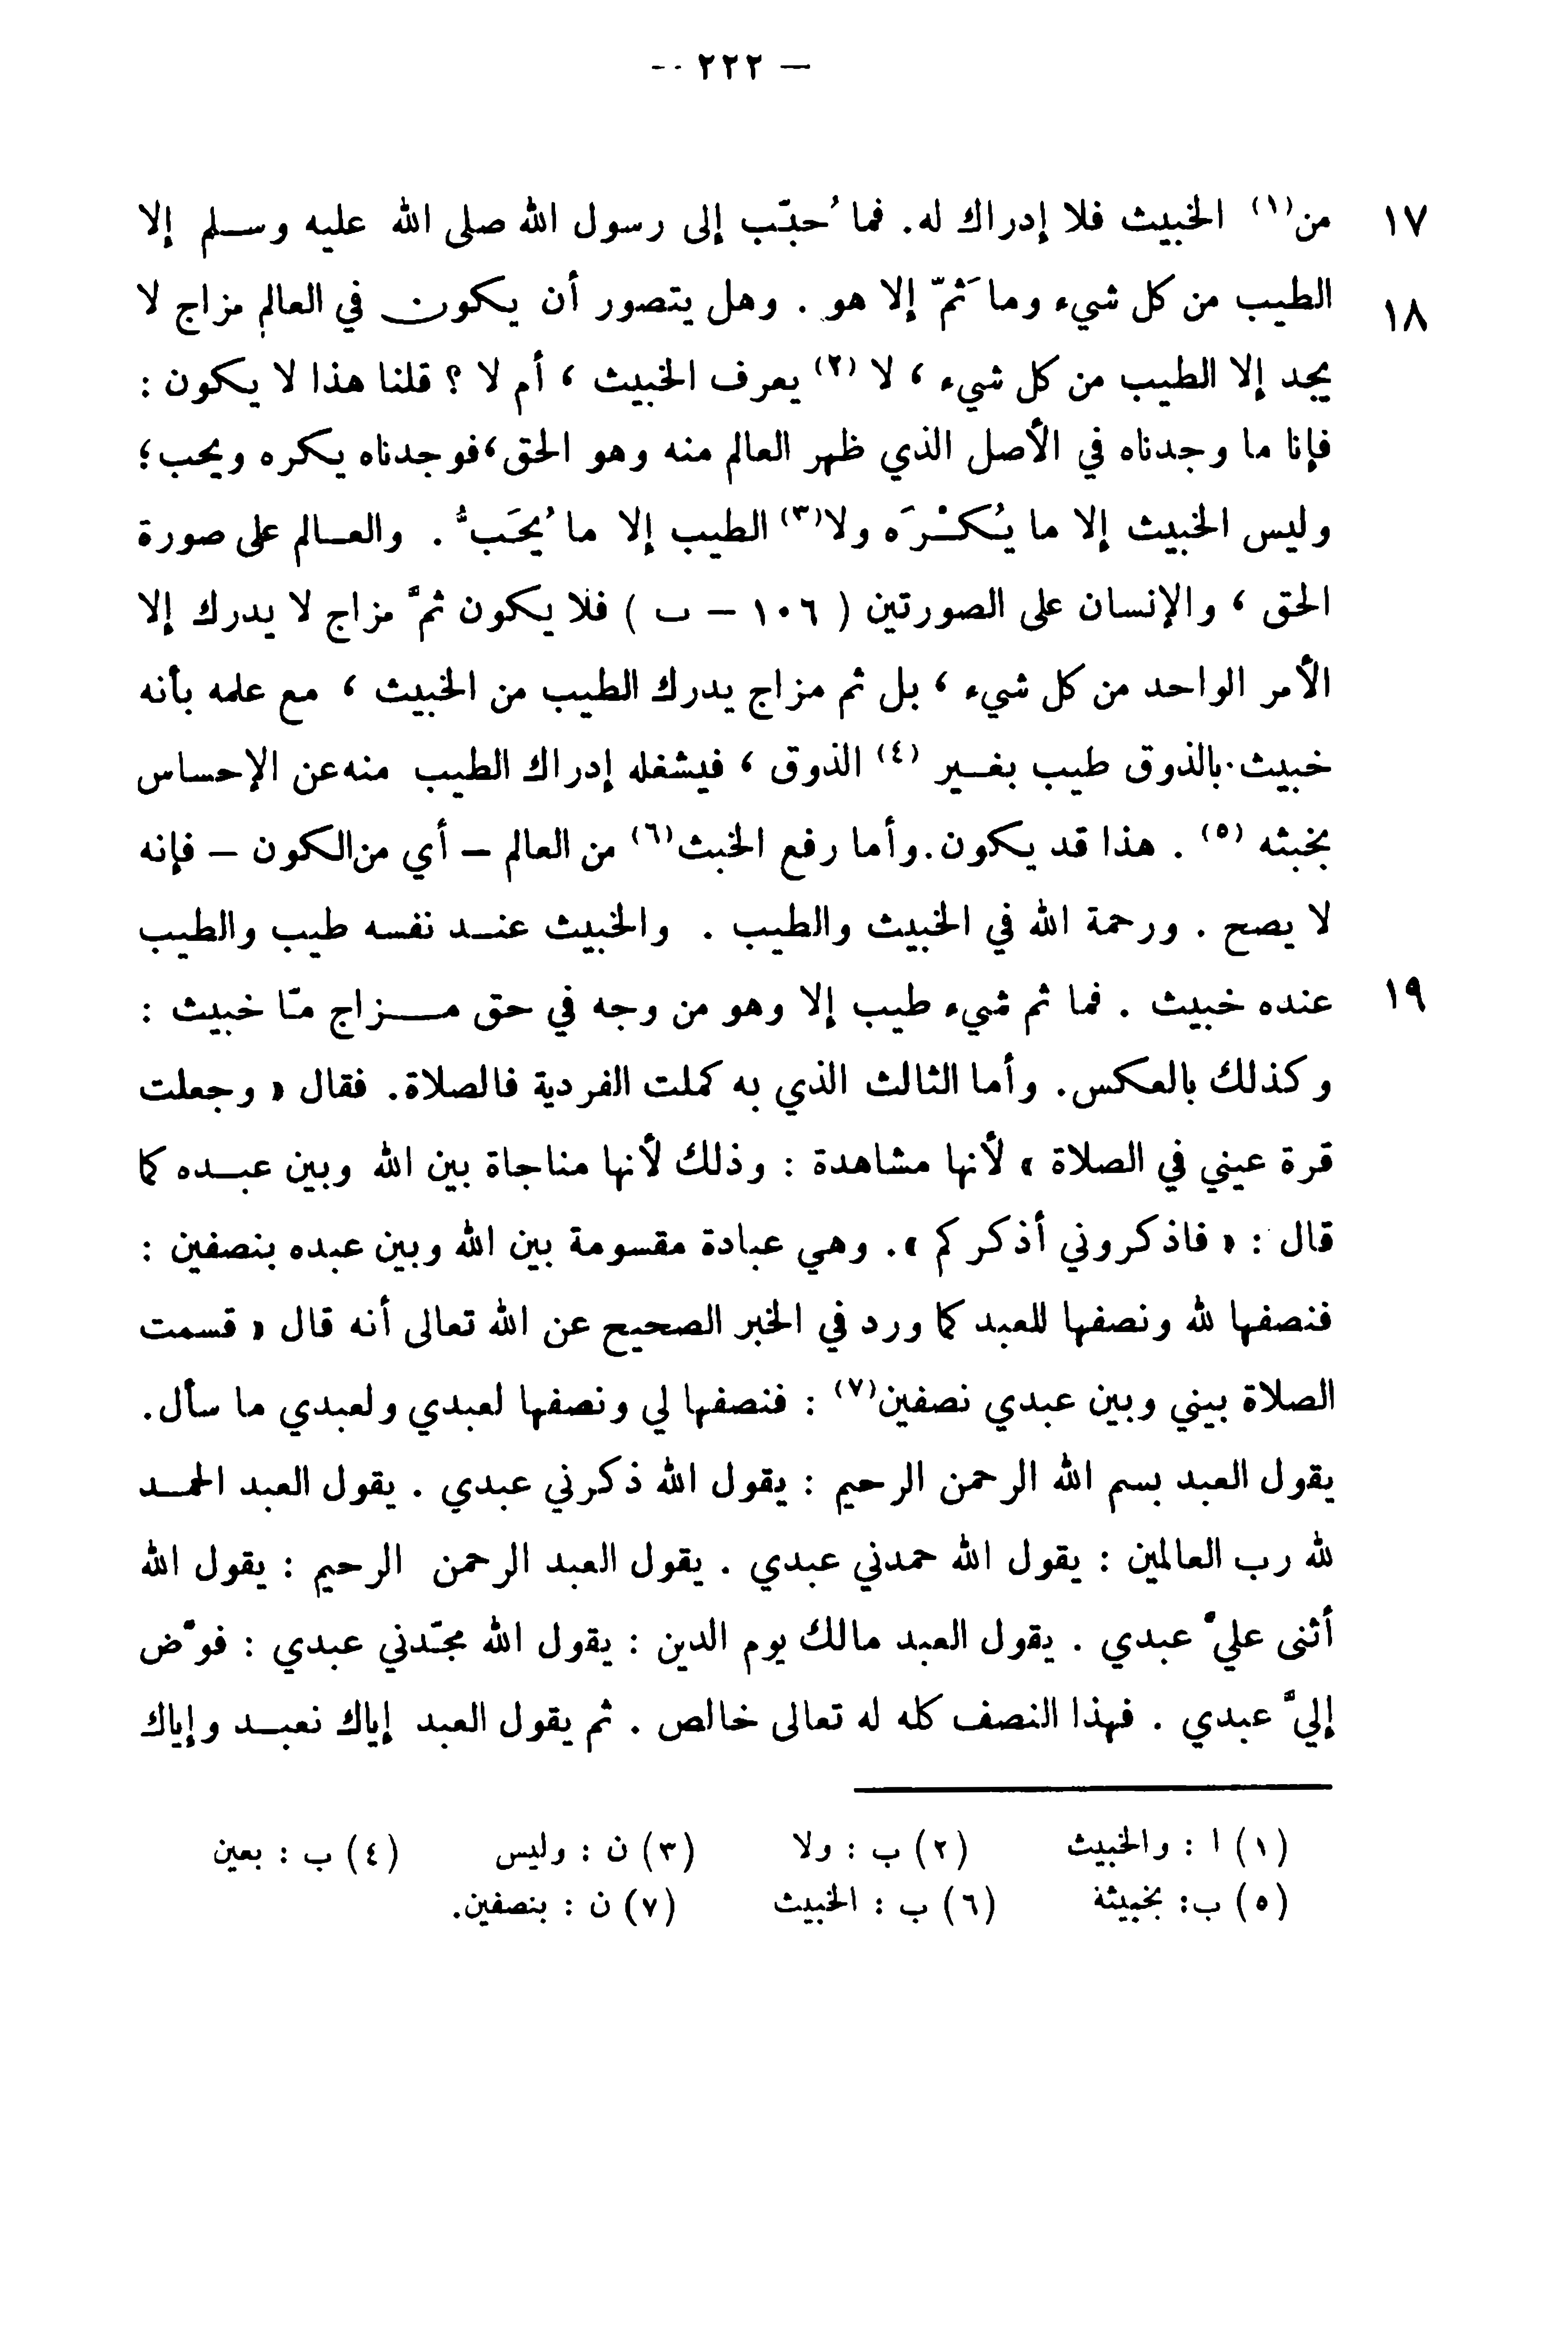 — ٢٢٢ --
١٧ من(١) الخبيث فلا إدراك له. فما ُحبّب إلى رسول الله صلى الله عليه وسلم إلا
١٨ الطيب من كل شيء وما َثمّ إلا هو . وهل يتصور أن يكون في العالم مزاج لا
يجد إلا الطيب من كل شيء ، لا (٢) يعرف الخبيث ، أم لا ؟ قلنا هذا لا يكون :
فإنا ما وجدناه في الأصل الذي ظهر العالم منه وهو الحق،فوجدناه يكره ويحب؛
وليس الخبيث إلا ما يُكْرَه ولا(٣) الطيب إلا ما ُيحَبُّ . والعالم على صورة
الحق ، والإنسان على الصورتين ( ١٠٦ – ب ) فلا يكون ثمَّ مزاج لا يدرك إلا
الأمر الواحد من كل شيء ، بل ثم مزاج يدرك الطيب من الخبيث ، مع علمه بأنه
خبيث بالذوق طيب بغير (٤) الذوق ، فيشغله إدراك الطيب منه عن الإحساس
بخبثه (٥) . هذا قد يكون.وأما رفع الخبث(٦) من العالم – أي من الكون – فإنه
لا يصح . ورحمة الله في الخبيث والطيب . والخبيث عند نفسه طيب والطيب
١٩ عنده خبيث . فما ثم شيء طيب إلا وهو من وجه في حق مزاج مّا خبيث :
وكذلك بالعكس. وأما الثالث الذي به كملت الفردية فالصلاة. فقال « وجعلت
قرة عيني في الصلاة » لأنها مشاهدة : وذلك لأنها مناجاة بين الله وبين عبده كما
قال : « فاذكروني أذكركم ». وهي عبادة مقسومة بين الله وبين عبده بنصفين :
فنصفها لله ونصفها للعبد كما ورد في الخبر الصحيح عن الله تعالى أنه قال « قسمت
الصلاة بيني وبين عبدي نصفين(٧) : فنصفها لي ونصفها لعبدي ولعبدي ما سأل.
يقول العبد بسم الله الرحمن الرحيم : يقول الله ذكرني عبدي . يقول العبد الحمد
لله رب العالمين : يقول الله حمدني عبدي . يقول العبد الرحمن الرحيم : يقول الله
أثنى عليَّ عبدي . يقول العبد مالك يوم الدين : يقول الله مجّدني عبدي : فوّض
إليَّ عبدي . فهذا النصف كله له تعالى خالص . ثم يقول العبد إياك نعبد وإياك
(١) ا : والخبيث (٢) ب : ولا (٣) ن : وليس (٤) ب : بعين
(٥) ب: بخبيثة (٦) ب : الخبيث (٧) ن : بنصفين.